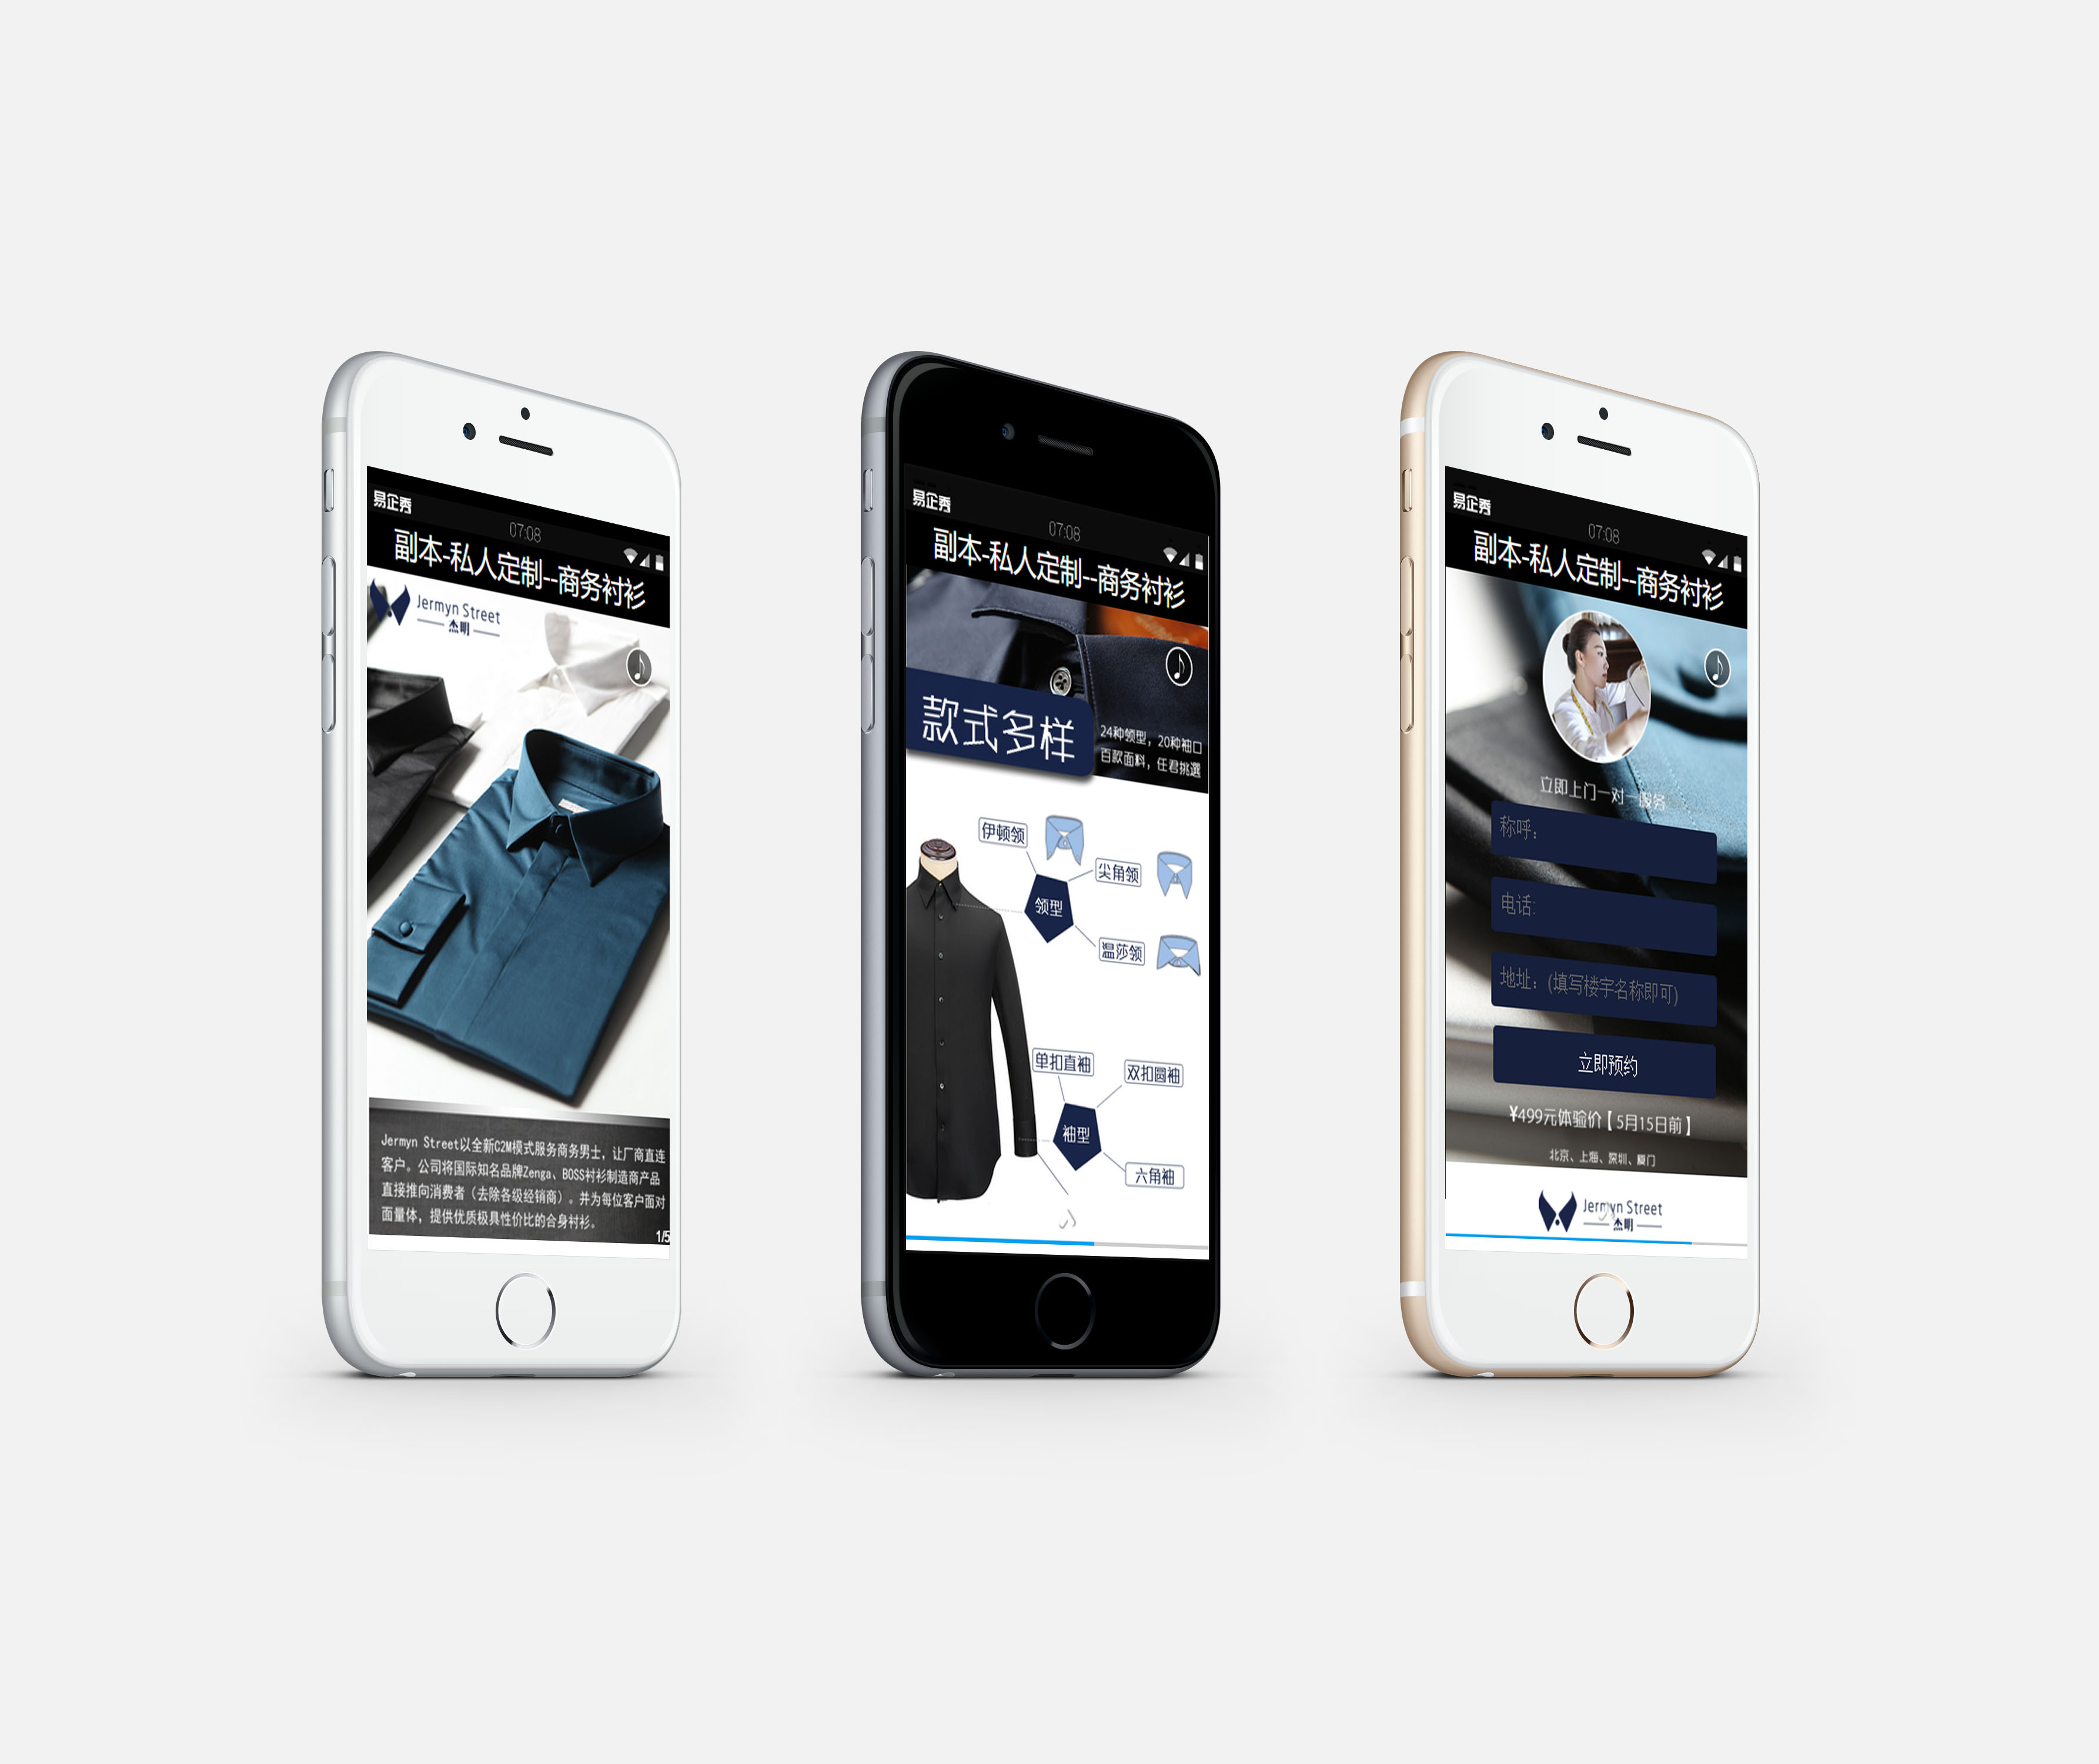 易企秀
07:08
副本-私人定制--商务衬衫
Jermyn Street
杰明
Jermyn Street以全新C2M模式服务商务男士，让厂商直连
客户。公司将国际知名品牌Zenga、BOSS衬衫制造商产品
直接推向消费者（去除各级经销商）。并为每位客户面对
面量体，提供优质极具性价比的合身衬衫。
1/5
易企秀
07:08
副本-私人定制--商务衬衫
款式多样
24种领型，20种袖口
百款面料，任君挑選
伊顿领
尖角领
领型
温莎领
单扣直袖
双扣圆袖
袖型
六角袖
易企秀
07:08
副本-私人定制--商务衬衫
立即上门一对一服务
称呼：
电话:
地址：(填写楼宇名称即可)
立即预约
¥499元体验价【5月15日前】
北京、上海、深圳、厦门
Jermyn Street
杰明